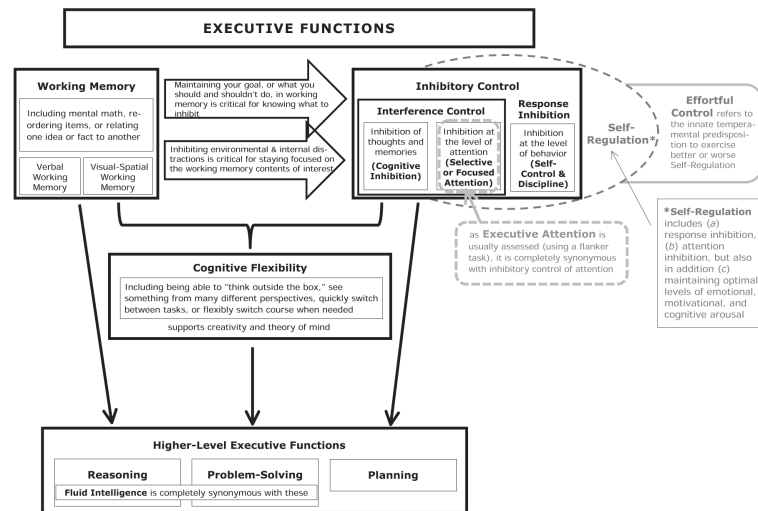 EXECUTIVE FUNCTIONS
Working Memory
Including mental math, re-
ordering items, or relating
one idea or fact to another
Verbal
Working
Memory
Visual-Spatial
Working
Memory
Maintaining your goal, or what you
should and shouldn't do, in working
memory is critical for knowing what to
inhibit
Inhibiting environmental & internal dis-
tractions is critical for staying focused on
the working memory contents of interest
Inhibitory Control
Interference Control
Inhibition of
thoughts and
memories
(Cognitive
Inhibition)
Inhibition at
the level of
attention
(Selective
or Focused
Attention)
Response
Inhibition
Inhibition
at the level
of behavior
(Self-
Control &
Discipline)
Self-
Regulation*
Effortful
Control refers to
the innate tempera-
mental predisposi-
tion to exercise
better or worse
Self-Regulation
*Self-Regulation
includes (a)
response inhibition,
(b) attention
inhibition, but also
in addition (c)
maintaining optimal
levels of emotional,
motivational, and
cognitive arousal
as Executive Attention is
usually assessed (using a flanker
task), it is completely synonymous
with inhibitory control of attention
Cognitive Flexibility
Including being able to "think outside the box," see
something from many different perspectives, quickly switch
between tasks, or flexibly switch course when needed
supports creativity and theory of mind
Higher-Level Executive Functions
Reasoning
Problem-Solving
Planning
Fluid Intelligence is completely synonymous with these